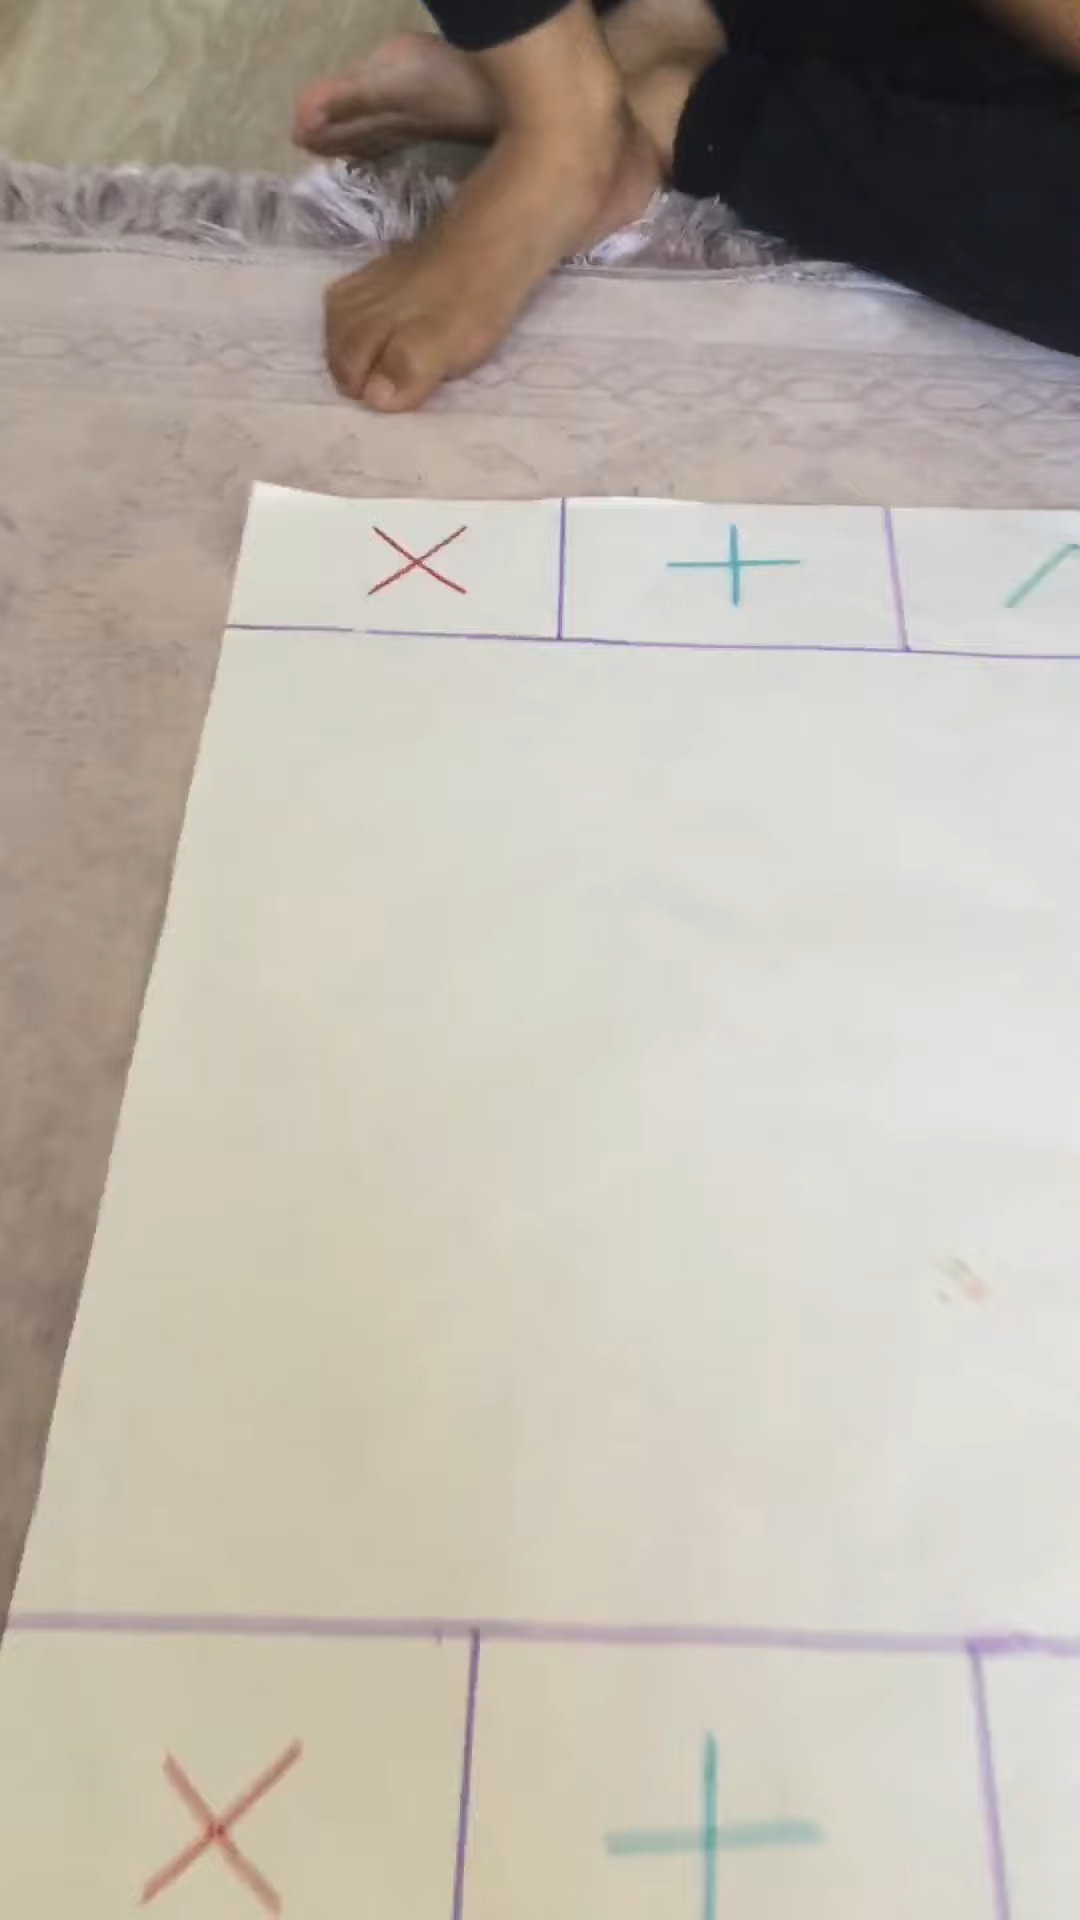 × +
× +